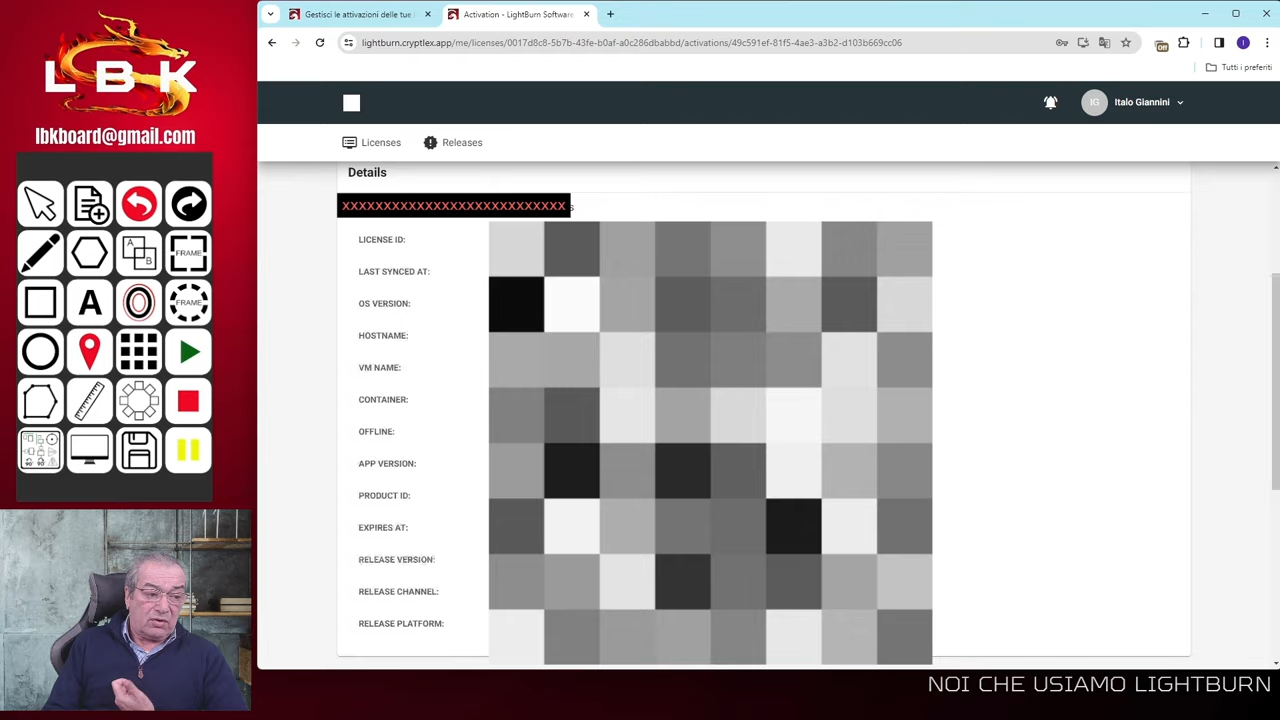 LBK
lbkboard@gmail.com
A
FRAME
FRAME
Gestisci le attivazioni delle tue
Activation - LightBurn Software
lightburn.cryptlex.app/me/licenses/0017d8c8-5b7b-43fe-b0af-a0c286dbabbd/activations/49c591ef-81f5-4ae3-a3b2-d103b669cc06
Off
I
Tutti i preferiti
IG
Italo Giannini
Licenses
Releases
Details
XXXXXXXXXXXXXXXXXXXXXXXXXXX s
LICENSE ID:
LAST SYNCED AT:
OS VERSION:
HOSTNAME:
VM NAME:
CONTAINER:
OFFLINE:
APP VERSION:
PRODUCT ID:
EXPIRES AT:
RELEASE VERSION:
RELEASE CHANNEL:
RELEASE PLATFORM:
NOI CHE USIAMO LIGHTBURN